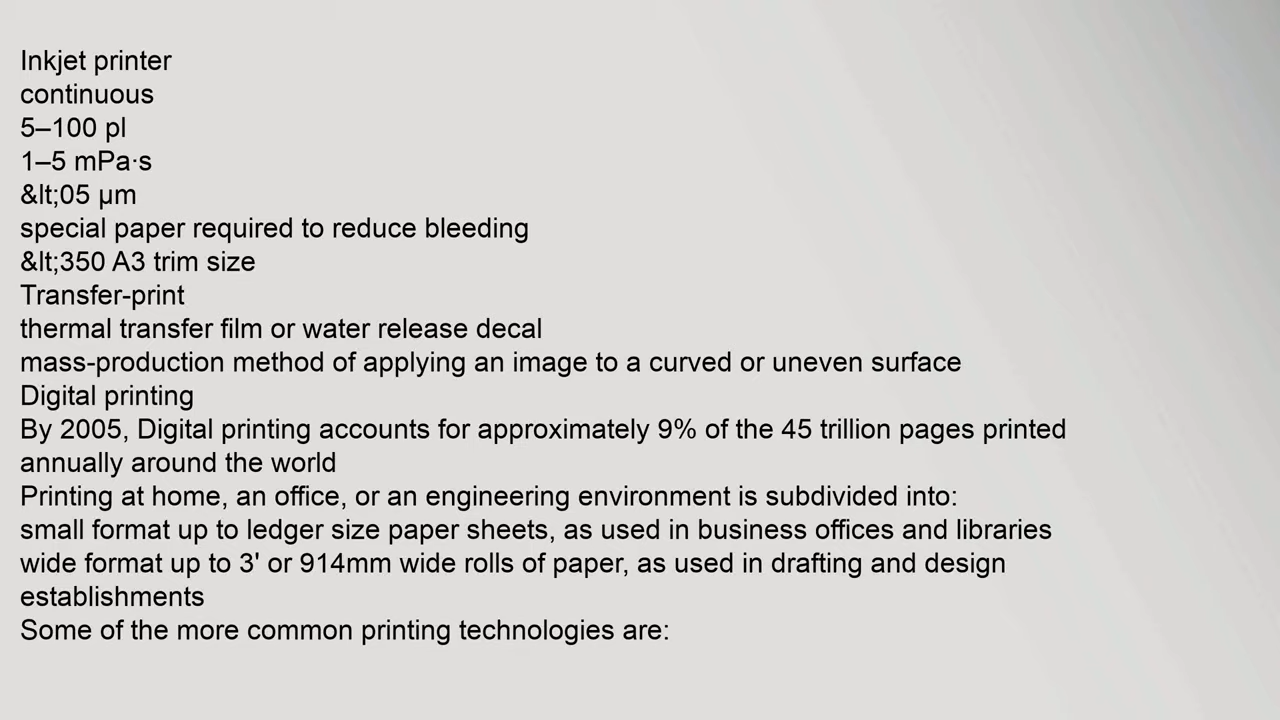 Inkjet printer
continuous
5–100 pl
1–5 mPa·s
&lt;05 µm
special paper required to reduce bleeding
&lt;350 A3 trim size
Transfer-print
thermal transfer film or water release decal
mass-production method of applying an image to a curved or uneven surface
Digital printing
By 2005, Digital printing accounts for approximately 9% of the 45 trillion pages printed
annually around the world
Printing at home, an office, or an engineering environment is subdivided into:
small format up to ledger size paper sheets, as used in business offices and libraries
wide format up to 3' or 914mm wide rolls of paper, as used in drafting and design
establishments
Some of the more common printing technologies are: